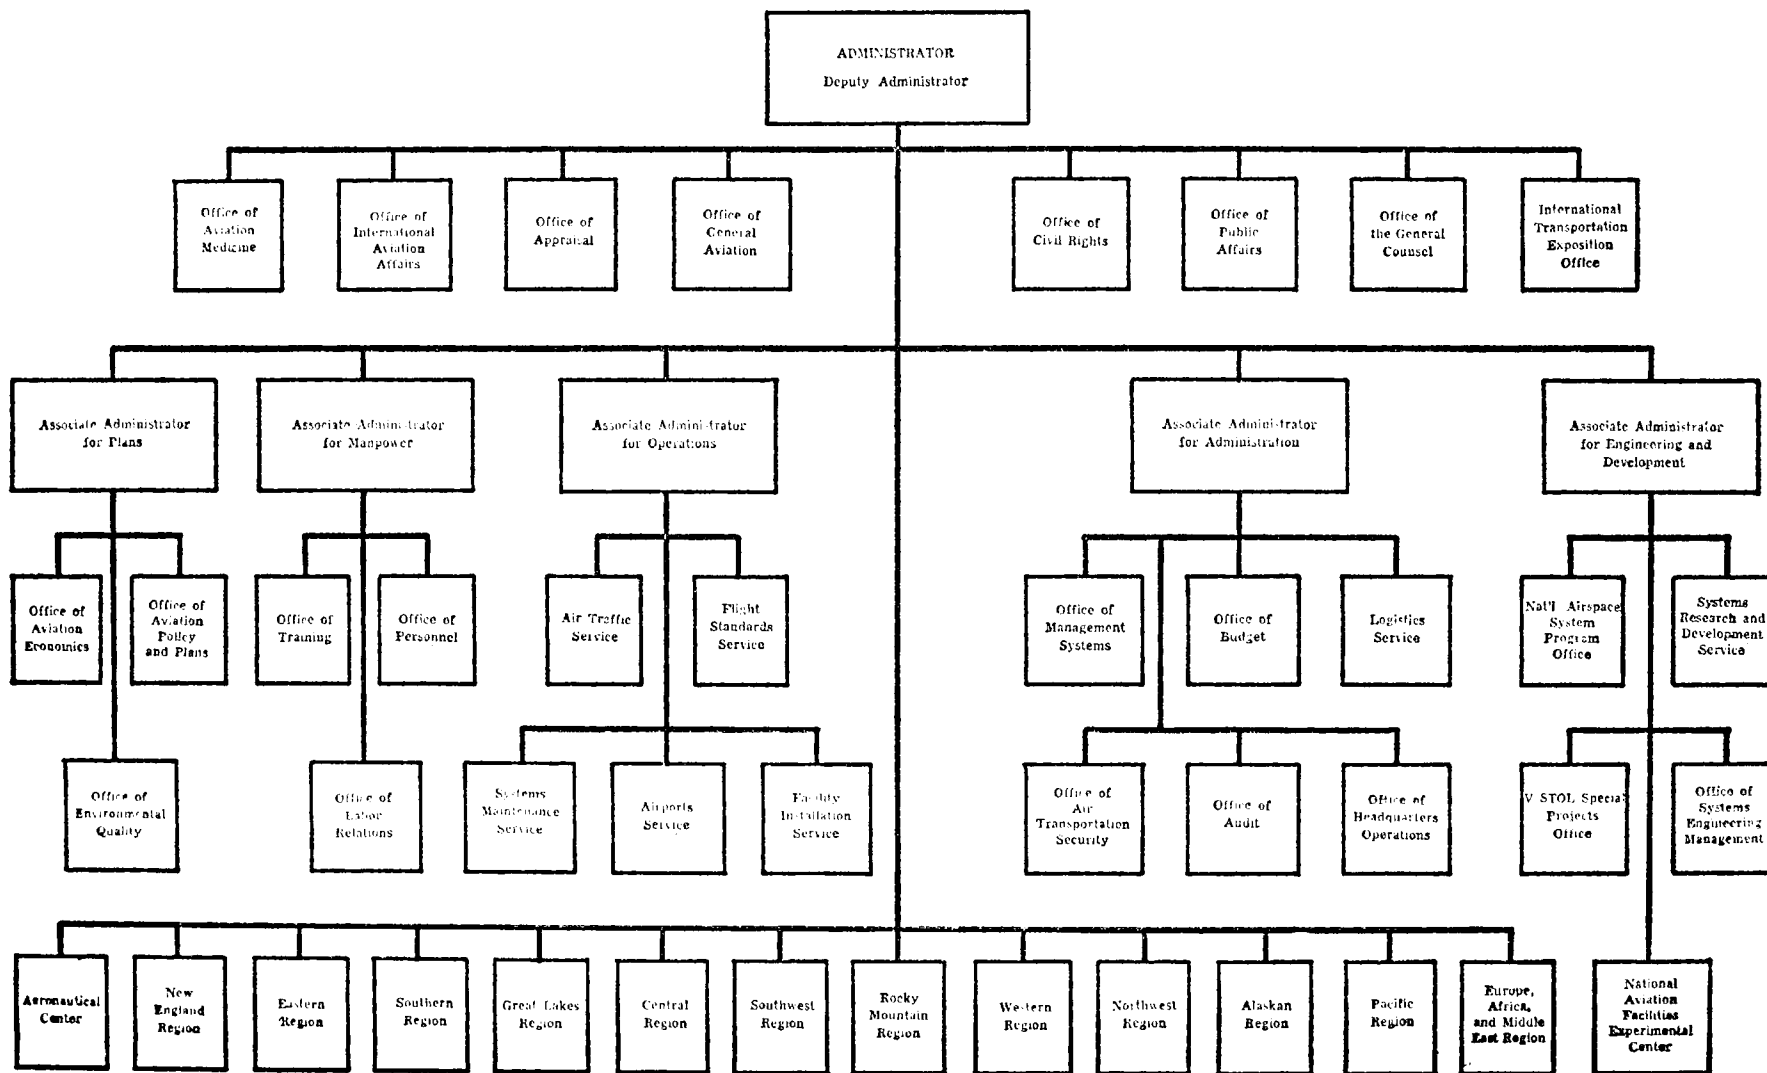 ADMINISTRATOR
Deputy Administrator
Office of
Aviation
Medicine
Office of
International
Aviation
Affairs
Office of
Appraisal
Office of
General
Aviation
Office of
Civil Rights
Office of
Public
Affairs
Office of
the General
Counsel
International
Transportation
Exposition
Office
Associate Administrator
for Plans
Associate Administrator
for Manpower
Associate Administrator
for Operations
Associate Administrator
for Administration
Associate Administrator
for Engineering and
Development
Office of
Aviation
Economics
Office of
Aviation
Policy
and Plans
Office of
Training
Office of
Personnel
Air Traffic
Service
Flight
Standards
Service
Office of
Management
Systems
Office of
Budget
Logistics
Service
Nat'l Airspace
System
Program
Office
Systems
Research and
Development
Service
Office of
Environmental
Quality
Office of
Labor
Relations
Systems
Maintenance
Service
Airports
Service
Facility
Installation
Service
Office of
Air
Transportation
Security
Office of
Audit
Office of
Headquarters
Operations
V STOL Special
Projects
Office
Office of
Systems
Engineering
Management
Aeronautical
Center
New
England
Region
Eastern
Region
Southern
Region
Great Lakes
Region
Central
Region
Southwest
Region
Rocky
Mountain
Region
Western
Region
Northwest
Region
Alaskan
Region
Pacific
Region
Europe,
Africa,
and Middle
East Region
National
Aviation
Facilities
Experimental
Center